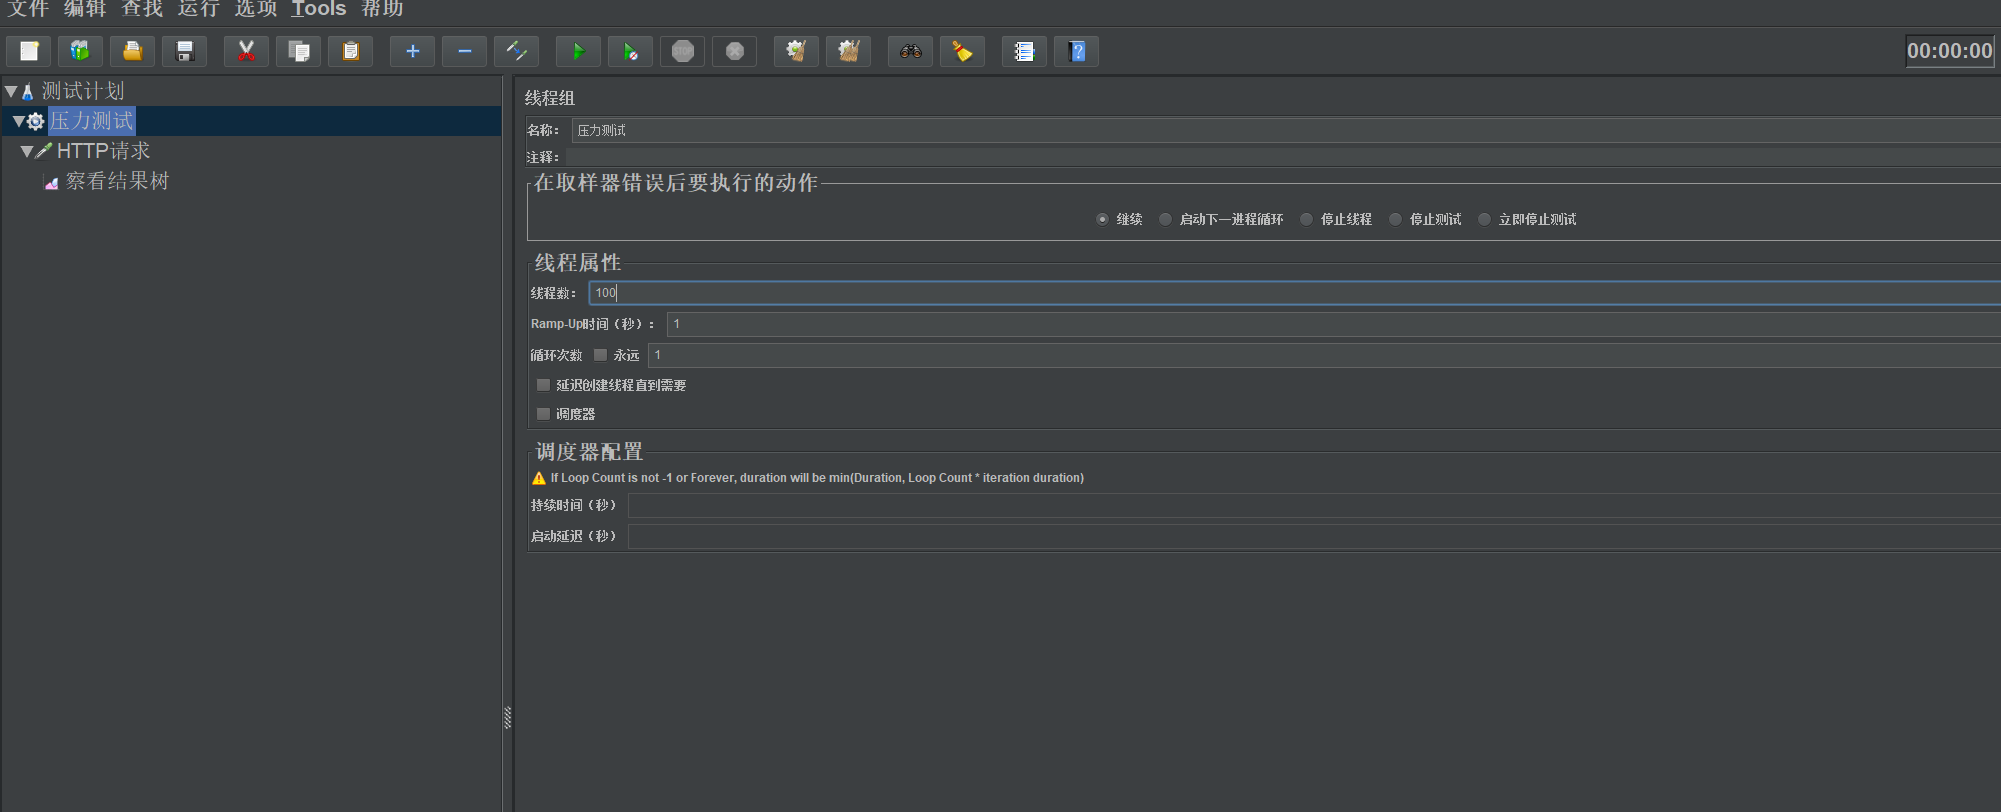 文件 编辑 查找 运行 选项 Tools 帮助
STOP
00:00:00
测试计划
压力测试
HTTP请求
察看结果树
线程组
名称： 压力测试
注释：
在取样器错误后要执行的动作
继续 启动下一进程循环 停止线程 停止测试 立即停止测试
线程属性
线程数： 100
Ramp-Up时间（秒）： 1
循环次数 永远 1
延迟创建线程直到需要
调度器
调度器配置
If Loop Count is not -1 or Forever, duration will be min(Duration, Loop Count * iteration duration)
持续时间（秒）
启动延迟（秒）